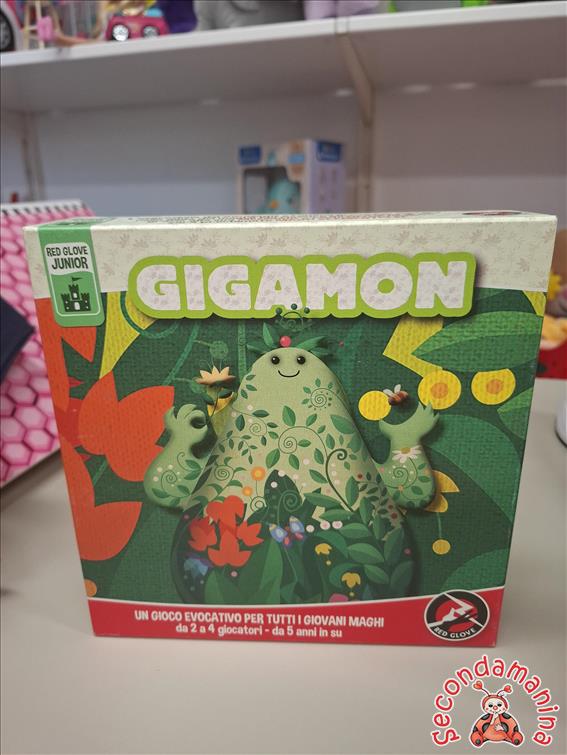 RED GLOVE
JUNIOR
GIGAMON
UN GIOCO EVOCATIVO PER TUTTI I GIOVANI MAGHI
da 2 a 4 giocatori - da 5 anni in su
RED GLOVE
secondamanina